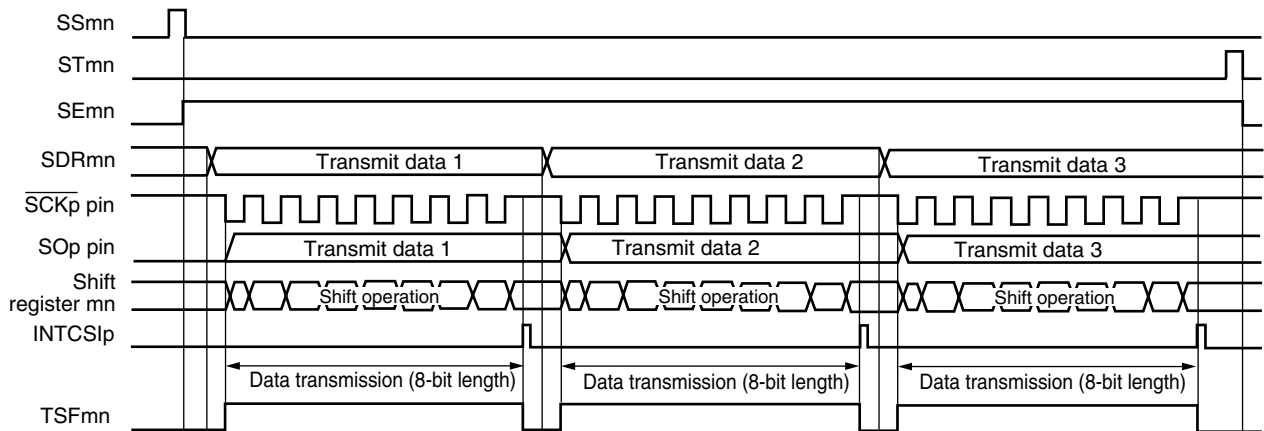 SSmn
STmn
SEmn
SDRmn Transmit data 1 Transmit data 2 Transmit data 3
SCKp pin
SOp pin Transmit data 1 Transmit data 2 Transmit data 3
Shift
register mn Shift operation Shift operation Shift operation
INTCSIp
Data transmission (8-bit length) Data transmission (8-bit length) Data transmission (8-bit length)
TSFmn